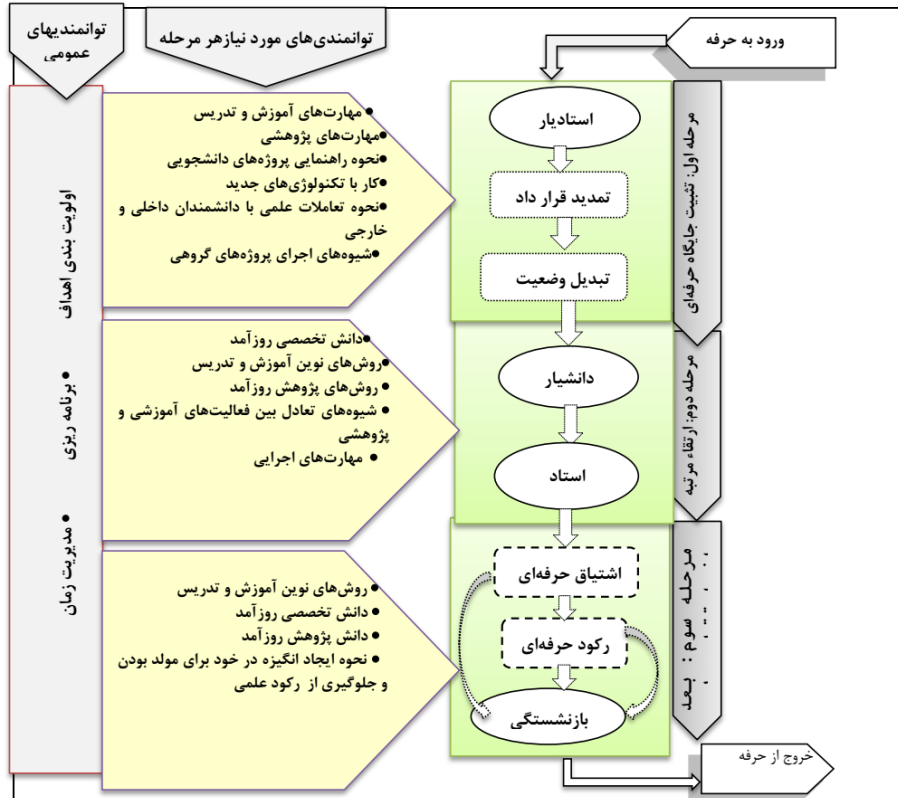 ورود به حرفه
توانمندی‌های مورد نیازهر مرحله
توانمندیهای
عمومی
مرحله اول: تثبیت جایگاه حرفه‌ای
استادیار
تمدید قرار داد
تبدیل وضعیت
● مهارت‌های آموزش و تدریس
●مهارت‌های پژوهشی
●نحوه راهنمایی پروژه‌های دانشجویی
●کار با تکنولوژی‌های جدید
●نحوه تعاملات علمی با دانشمندان داخلی و
خارجی
●شیوه‌های اجرای پروژه‌های گروهی
مرحله دوم: ارتقاء مرتبه
دانشیار
استاد
●دانش تخصصی روزآمد
●روش‌های نوین آموزش و تدریس
● روش‌های پژوهش روزآمد
● شیوه‌های تعادل بین فعالیت‌های آموزشی و
پژوهشی
● مهارت‌های اجرایی
مرحله سوم: بعد
اشتیاق حرفه‌ای
رکود حرفه‌ای
بازنشستگی
● روش‌های نوین آموزش و تدریس
● دانش تخصصی روزآمد
● دانش پژوهش روزآمد
● نحوه ایجاد انگیزه در خود برای مولد بودن
و جلوگیری از رکود علمی
اولویت بندی اهداف
● برنامه ریزی
● مدیریت زمان
خروج از حرفه